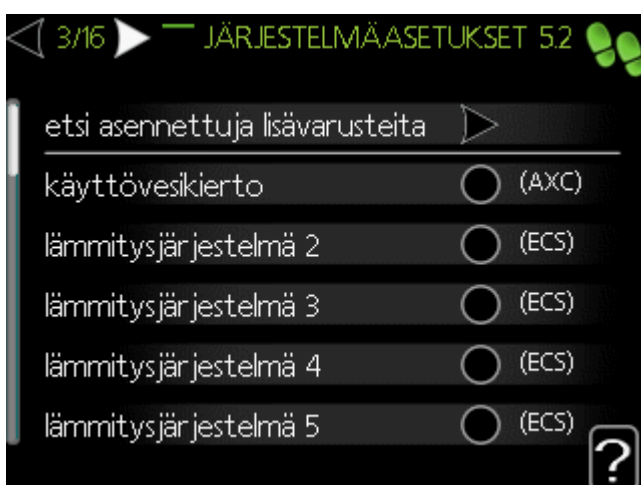 3/16 JÄRJESTELMÄASETUKSET 5.2
etsi asennettuja lisävarusteita
käyttövesikierto (AXC)
lämmitysjärjestelmä 2 (ECS)
lämmitysjärjestelmä 3 (ECS)
lämmitysjärjestelmä 4 (ECS)
lämmitysjärjestelmä 5 (ECS)
?